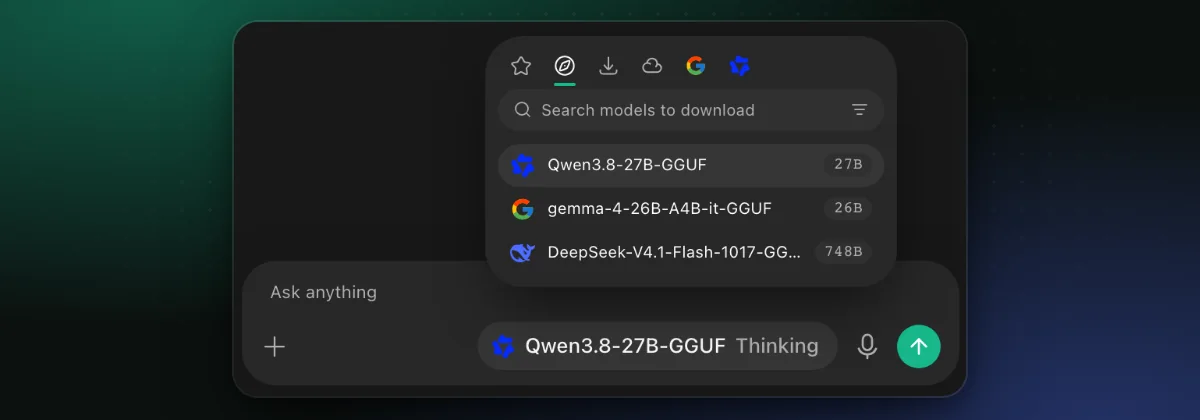 Search models to download
Qwen3.8-27B-GGUF 27B
gemma-4-26B-A4B-it-GGUF 26B
DeepSeek-V4.1-Flash-1017-GG... 748B
Ask anything
Qwen3.8-27B-GGUF Thinking